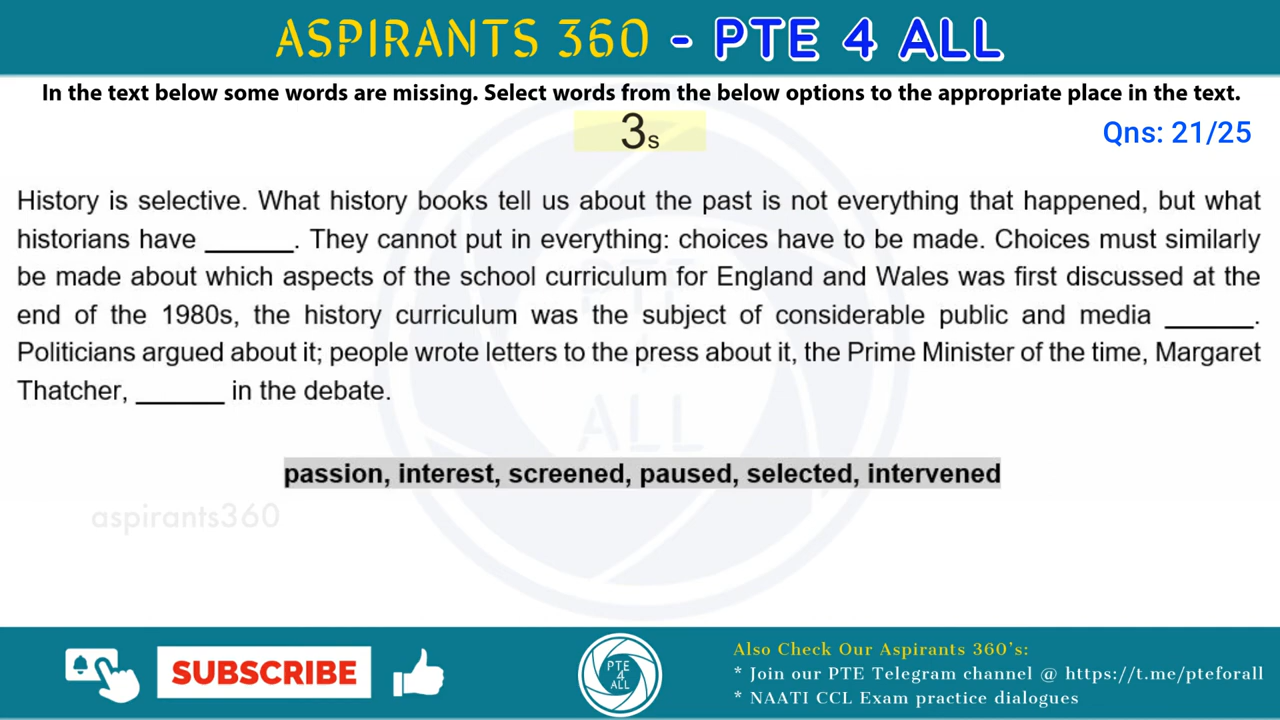 ASPIRANTS 360 - PTE 4 ALL
In the text below some words are missing. Select words from the below options to the appropriate place in the text.
3s
Qns: 21/25
History is selective. What history books tell us about the past is not everything that happened, but what
historians have ______. They cannot put in everything: choices have to be made. Choices must similarly
be made about which aspects of the school curriculum for England and Wales was first discussed at the
end of the 1980s, the history curriculum was the subject of considerable public and media ______.
Politicians argued about it; people wrote letters to the press about it, the Prime Minister of the time, Margaret
Thatcher, ______ in the debate.
PTE
4
ALL
passion, interest, screened, paused, selected, intervened
aspirants360
SUBSCRIBE
PTE
4
ALL
Also Check Our Aspirants 360's:
* Join our PTE Telegram channel @ https://t.me/pteforall
* NAATI CCL Exam practice dialogues